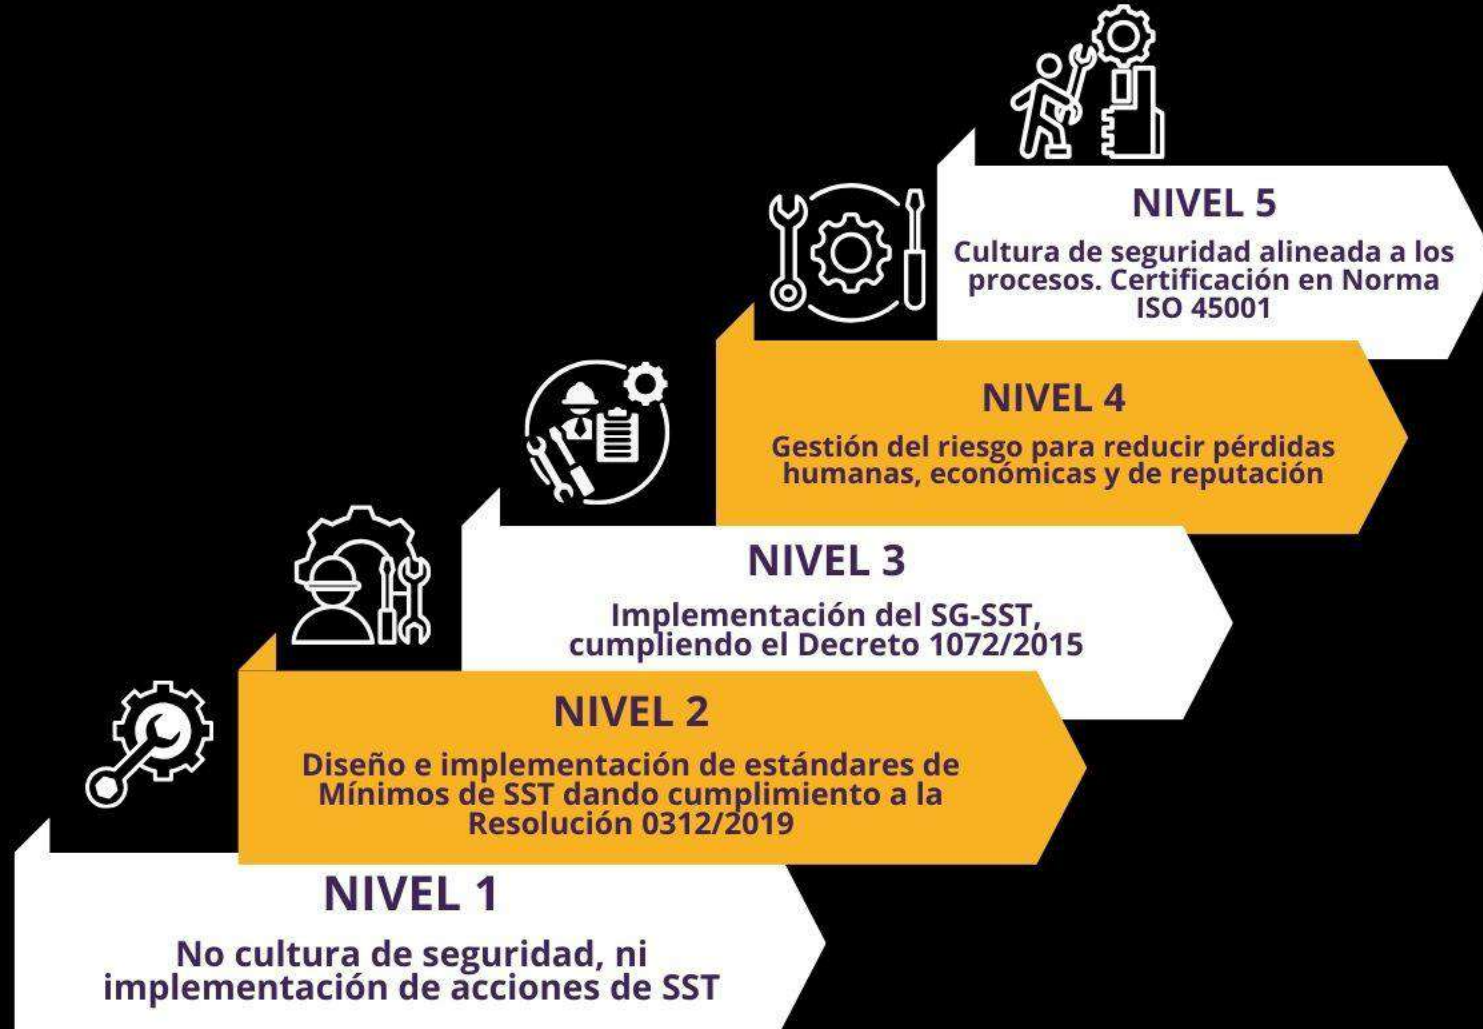 NIVEL 5
Cultura de seguridad alineada a los
procesos. Certificación en Norma
ISO 45001
NIVEL 4
Gestión del riesgo para reducir pérdidas
humanas, económicas y de reputación
NIVEL 3
Implementación del SG-SST,
cumpliendo el Decreto 1072/2015
NIVEL 2
Diseño e implementación de estándares de
Mínimos de SST dando cumplimiento a la
Resolución 0312/2019
NIVEL 1
No cultura de seguridad, ni
implementación de acciones de SST